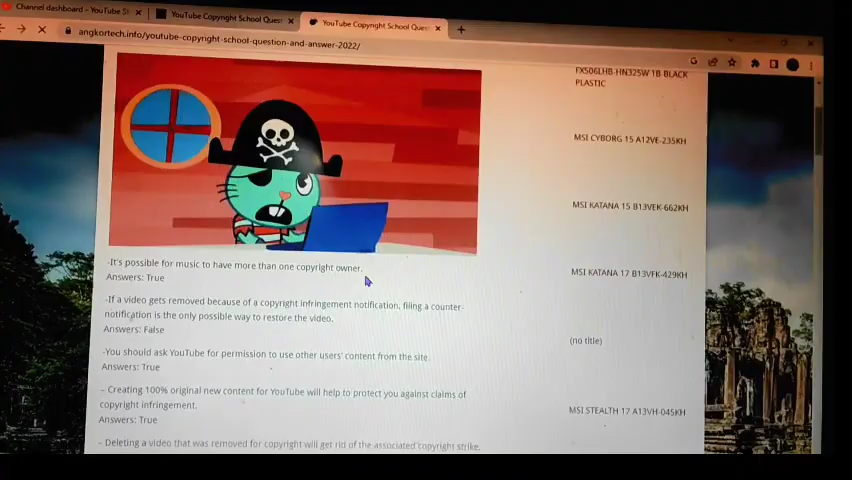 Channel dashboard - YouTube St
YouTube Copyright School Quest
YouTube Copyright School Quest
angkortech.info/youtube-copyright-school-question-and-answer-2022/
FX506LHB-HN325W 1B-BLACK
PLASTIC
MSI CYBORG 15 A12VE-235KH
MSI KATANA 15 B13VEK-662KH
MSI KATANA 17 B13VFK-429KH
(no title)
MSI STEALTH 17 A13VH-045KH
-It's possible for music to have more than one copyright owner.
Answers: True
-If a video gets removed because of a copyright infringement notification, filing a counter-
notification is the only possible way to restore the video.
Answers: False
-You should ask YouTube for permission to use other users' content from the site.
Answers: True
- Creating 100% original new content for YouTube will help to protect you against claims of
copyright infringement.
Answers: True
- Deleting a video that was removed for copyright will get rid of the associated copyright strike.